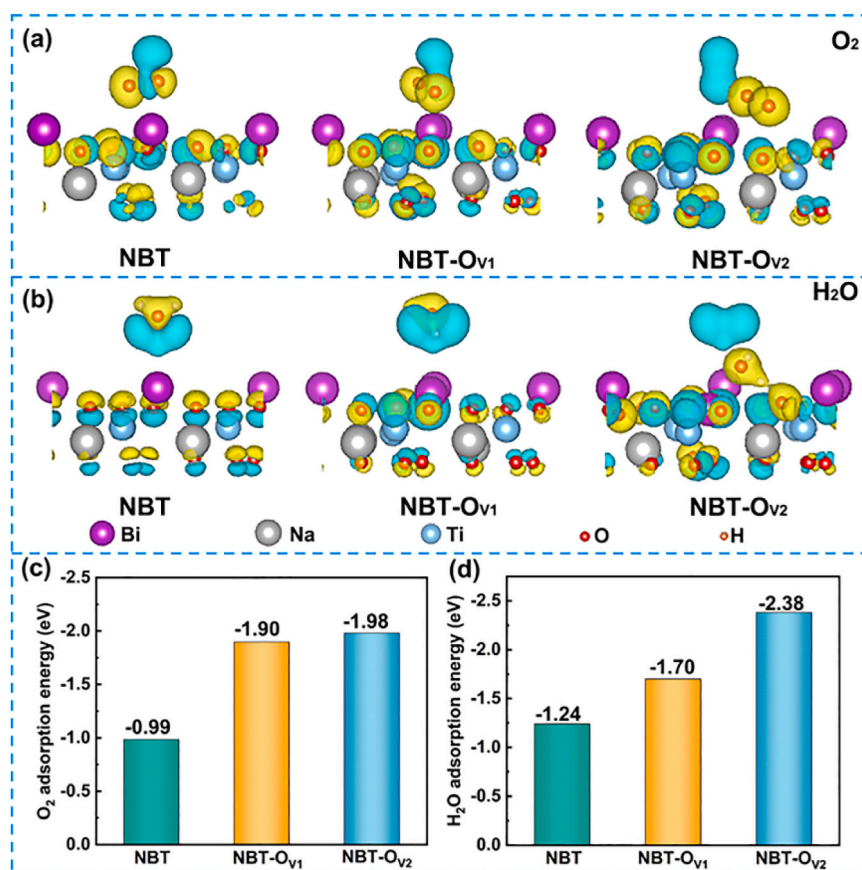 (a)
O₂
NBT
NBT-Oᵥ₁
NBT-Oᵥ₂
(b)
H₂O
NBT
NBT-Oᵥ₁
NBT-Oᵥ₂
Bi
Na
Ti
O
H
(c)
O₂ adsorption energy (eV)
-2.5
-2.0
-1.5
-1.0
-0.5
0.0
-0.99
-1.90
-1.98
NBT
NBT-Oᵥ₁
NBT-Oᵥ₂
(d)
H₂O adsorption energy (eV)
-2.5
-2.0
-1.5
-1.0
-0.5
0.0
-1.24
-1.70
-2.38
NBT
NBT-Oᵥ₁
NBT-Oᵥ₂